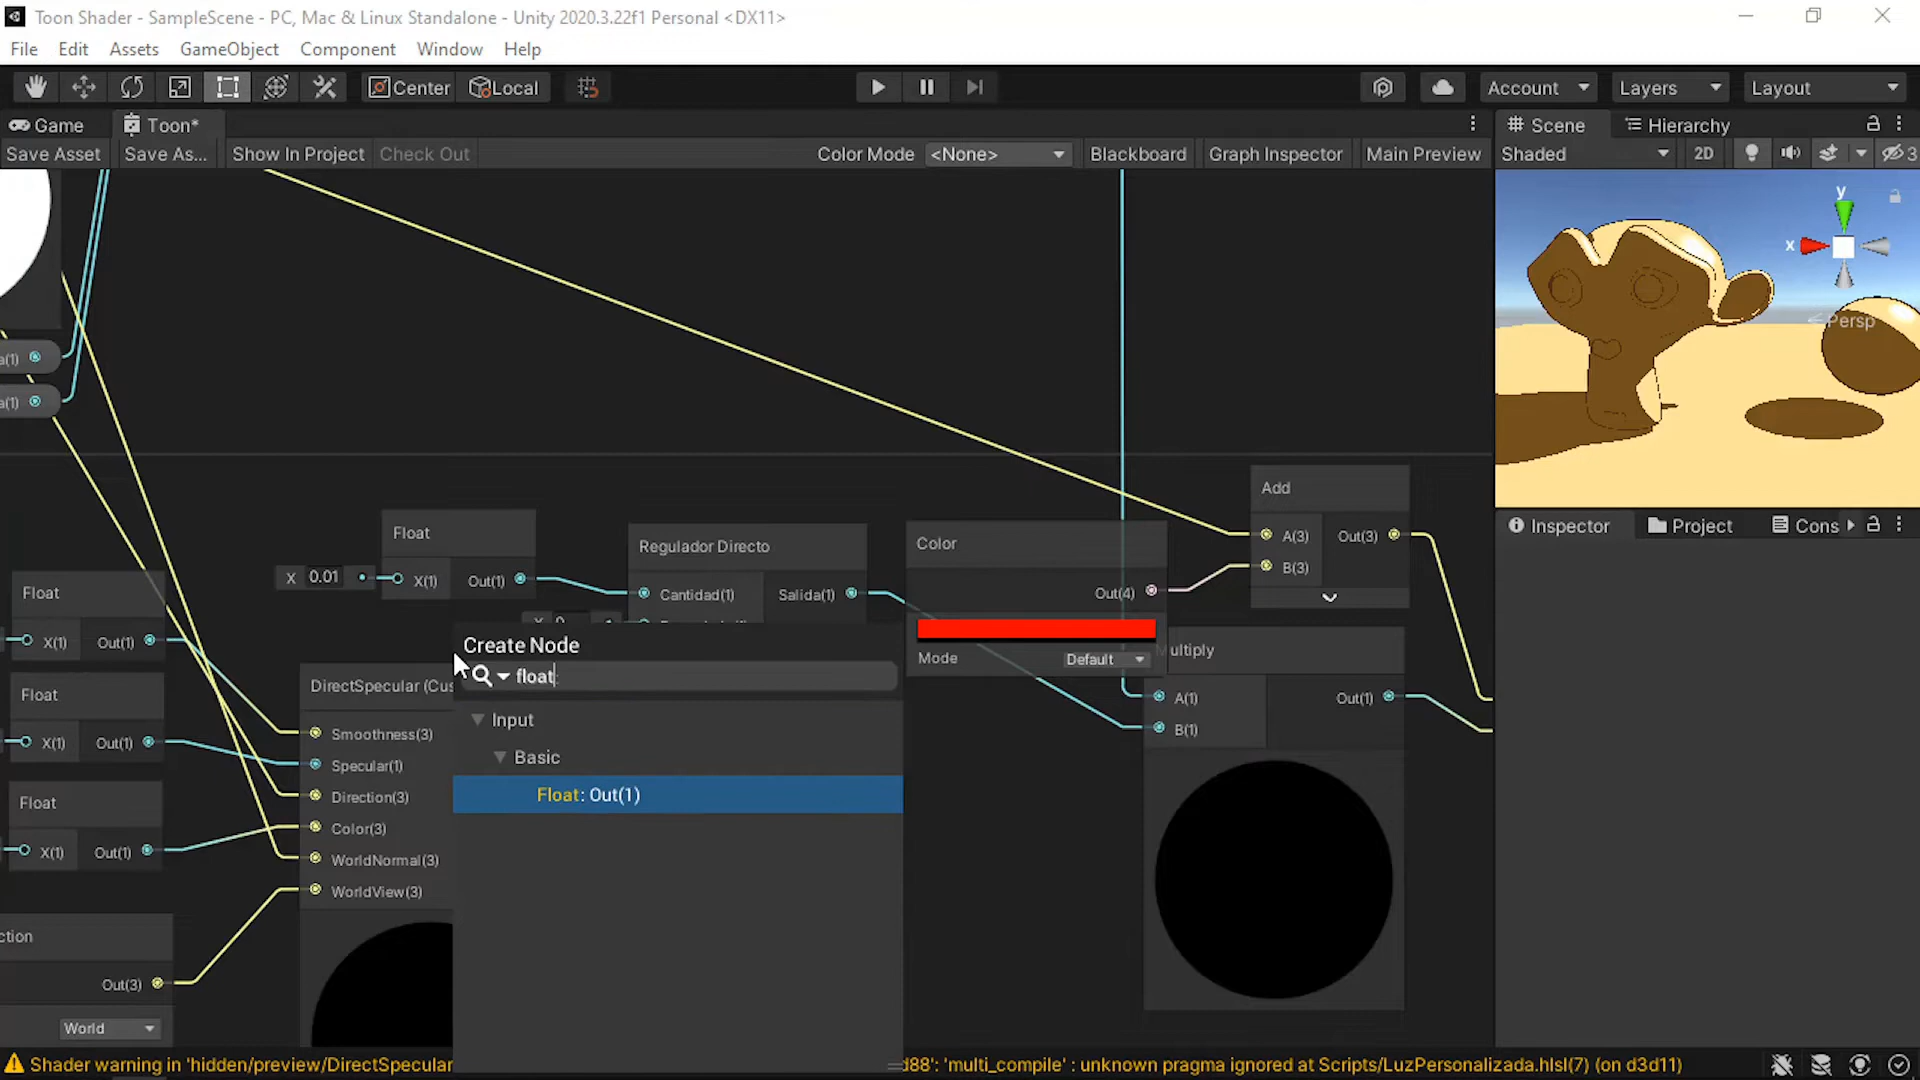 Toon Shader - SampleScene - PC, Mac & Linux Standalone - Unity 2020.3.22f1 Personal <DX11>
File Edit Assets GameObject Component Window Help
Center Local Account Layers Layout
Game Toon* Scene Hierarchy
Save Asset Save As... Show In Project Check Out Color Mode <None> Blackboard Graph Inspector Main Preview Shaded 2D 3
y
x
Persp
a(1)
a(1)
Add
A(3) Out(3)
B(3)
Inspector Project Cons
Float
X 0.01 X(1) Out(1)
Regulador Directo
Cantidad(1) Salida(1)
Color
Out(4)
Mode Default
Float
X(1) Out(1)
Create Node
float
Input
Basic
Float: Out(1)
ultiply
A(1) Out(1)
B(1)
Float
X(1) Out(1)
DirectSpecular (Cus
Smoothness(3)
Specular(1)
Direction(3)
Color(3)
WorldNormal(3)
WorldView(3)
Float
X(1) Out(1)
ction
Out(3)
World
Shader warning in 'hidden/preview/DirectSpecular d88': 'multi_compile' : unknown pragma ignored at Scripts/LuzPersonalizada.hlsl(7) (on d3d11)